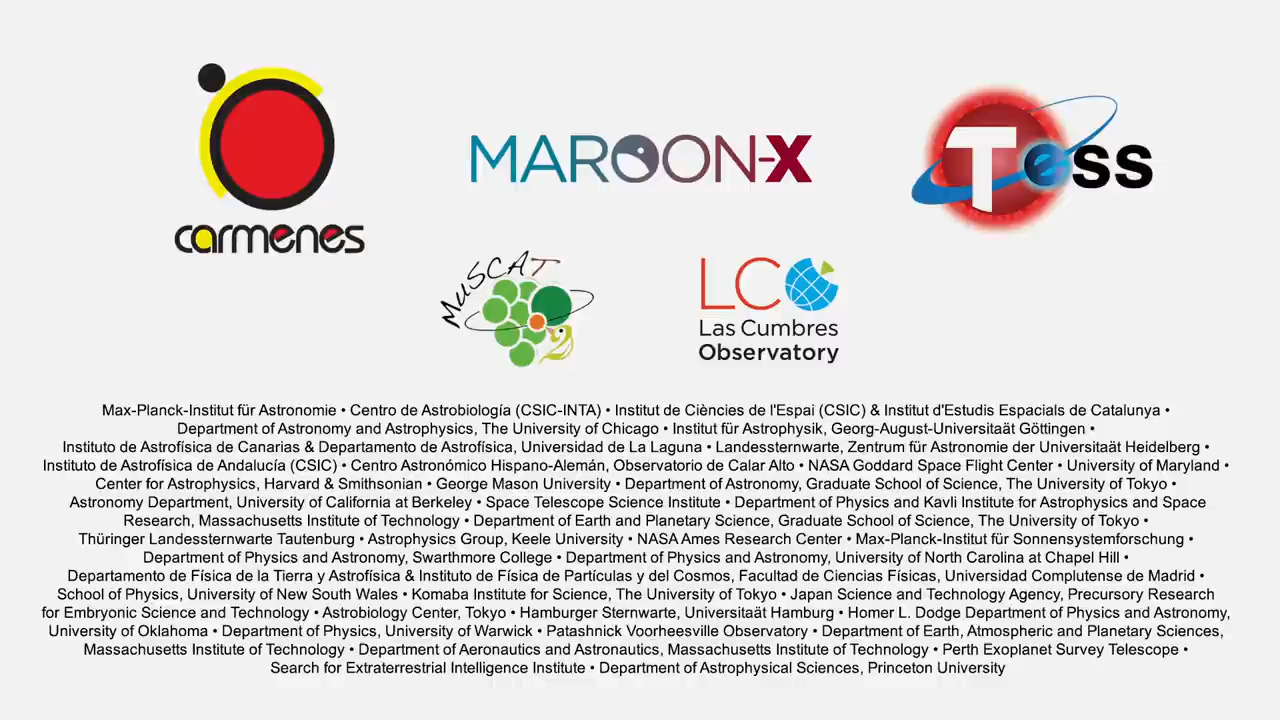 carmenes
MAROON-X
Tess
MuSCAT
LCO
Las Cumbres
Observatory
Max-Planck-Institut für Astronomie • Centro de Astrobiología (CSIC-INTA) • Institut de Ciències de l'Espai (CSIC) & Institut d'Estudis Espacials de Catalunya •
Department of Astronomy and Astrophysics, The University of Chicago • Institut für Astrophysik, Georg-August-Universitaät Göttingen •
Instituto de Astrofísica de Canarias & Departamento de Astrofísica, Universidad de La Laguna • Landessternwarte, Zentrum für Astronomie der Universitaät Heidelberg •
Instituto de Astrofísica de Andalucía (CSIC) • Centro Astronómico Hispano-Alemán, Observatorio de Calar Alto • NASA Goddard Space Flight Center • University of Maryland •
Center for Astrophysics, Harvard & Smithsonian • George Mason University • Department of Astronomy, Graduate School of Science, The University of Tokyo •
Astronomy Department, University of California at Berkeley • Space Telescope Science Institute • Department of Physics and Kavli Institute for Astrophysics and Space
Research, Massachusetts Institute of Technology • Department of Earth and Planetary Science, Graduate School of Science, The University of Tokyo •
Thüringer Landessternwarte Tautenburg • Astrophysics Group, Keele University • NASA Ames Research Center • Max-Planck-Institut für Sonnensystemforschung •
Department of Physics and Astronomy, Swarthmore College • Department of Physics and Astronomy, University of North Carolina at Chapel Hill •
Departamento de Física de la Tierra y Astrofísica & Instituto de Física de Partículas y del Cosmos, Facultad de Ciencias Físicas, Universidad Complutense de Madrid •
School of Physics, University of New South Wales • Komaba Institute for Science, The University of Tokyo • Japan Science and Technology Agency, Precursory Research
for Embryonic Science and Technology • Astrobiology Center, Tokyo • Hamburger Sternwarte, Universitaät Hamburg • Homer L. Dodge Department of Physics and Astronomy,
University of Oklahoma • Department of Physics, University of Warwick • Patashnick Voorheesville Observatory • Department of Earth, Atmospheric and Planetary Sciences,
Massachusetts Institute of Technology • Department of Aeronautics and Astronautics, Massachusetts Institute of Technology • Perth Exoplanet Survey Telescope •
Search for Extraterrestrial Intelligence Institute • Department of Astrophysical Sciences, Princeton University